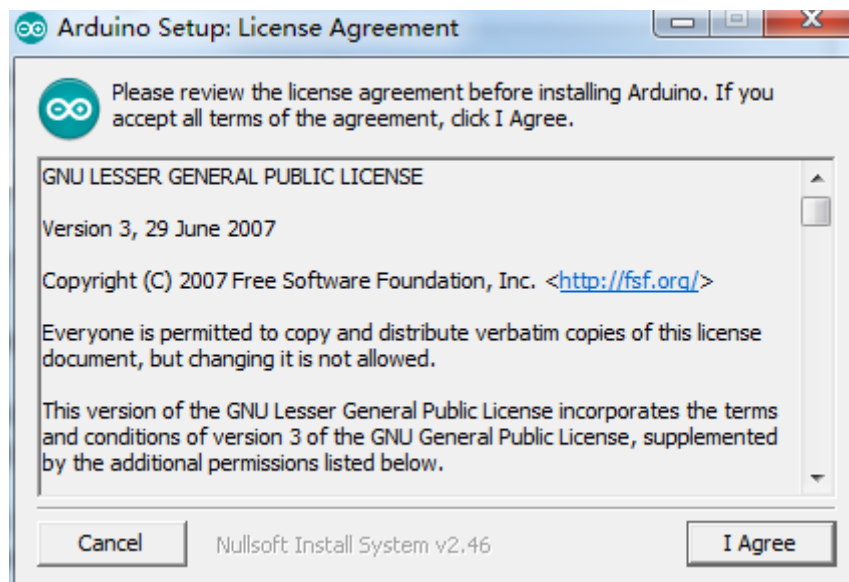 Arduino Setup: License Agreement
Please review the license agreement before installing Arduino. If you
accept all terms of the agreement, click I Agree.
GNU LESSER GENERAL PUBLIC LICENSE
Version 3, 29 June 2007
Copyright (C) 2007 Free Software Foundation, Inc. <http://fsf.org/>
Everyone is permitted to copy and distribute verbatim copies of this license
document, but changing it is not allowed.
This version of the GNU Lesser General Public License incorporates the terms
and conditions of version 3 of the GNU General Public License, supplemented
by the additional permissions listed below.
Cancel
Nullsoft Install System v2.46
I Agree